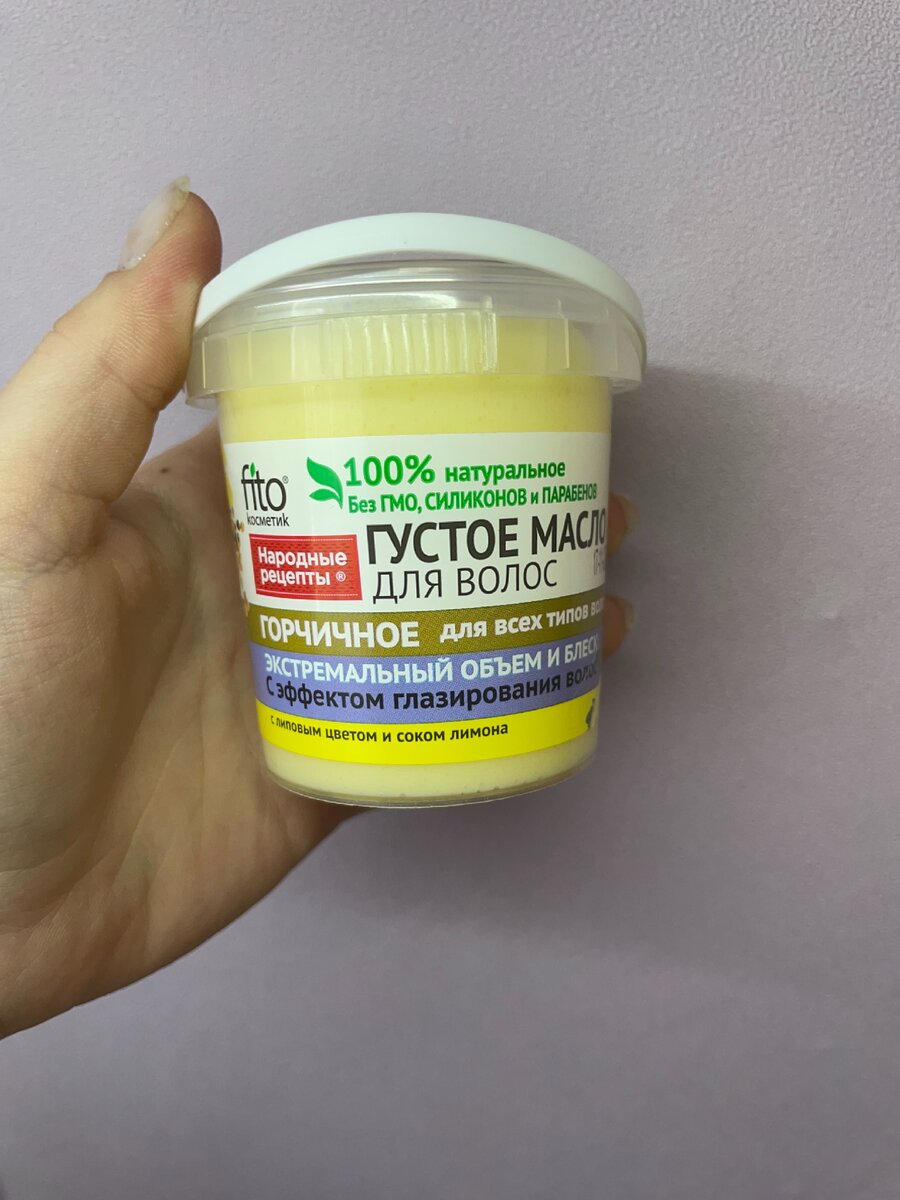 fito®
косметик
100% натуральное
Без ГМО, СИЛИКОНОВ и ПАРАБЕНОВ
Народные
рецепты ®
ГУСТОЕ МАСЛО
ДЛЯ ВОЛОС
ГОРЧИЧНОЕ для всех типов
ЭКСТРЕМАЛЬНЫЙ ОБЪЕМ И БЛЕСК
С эффектом глазирования волос
с липовым цветом и соком лимона